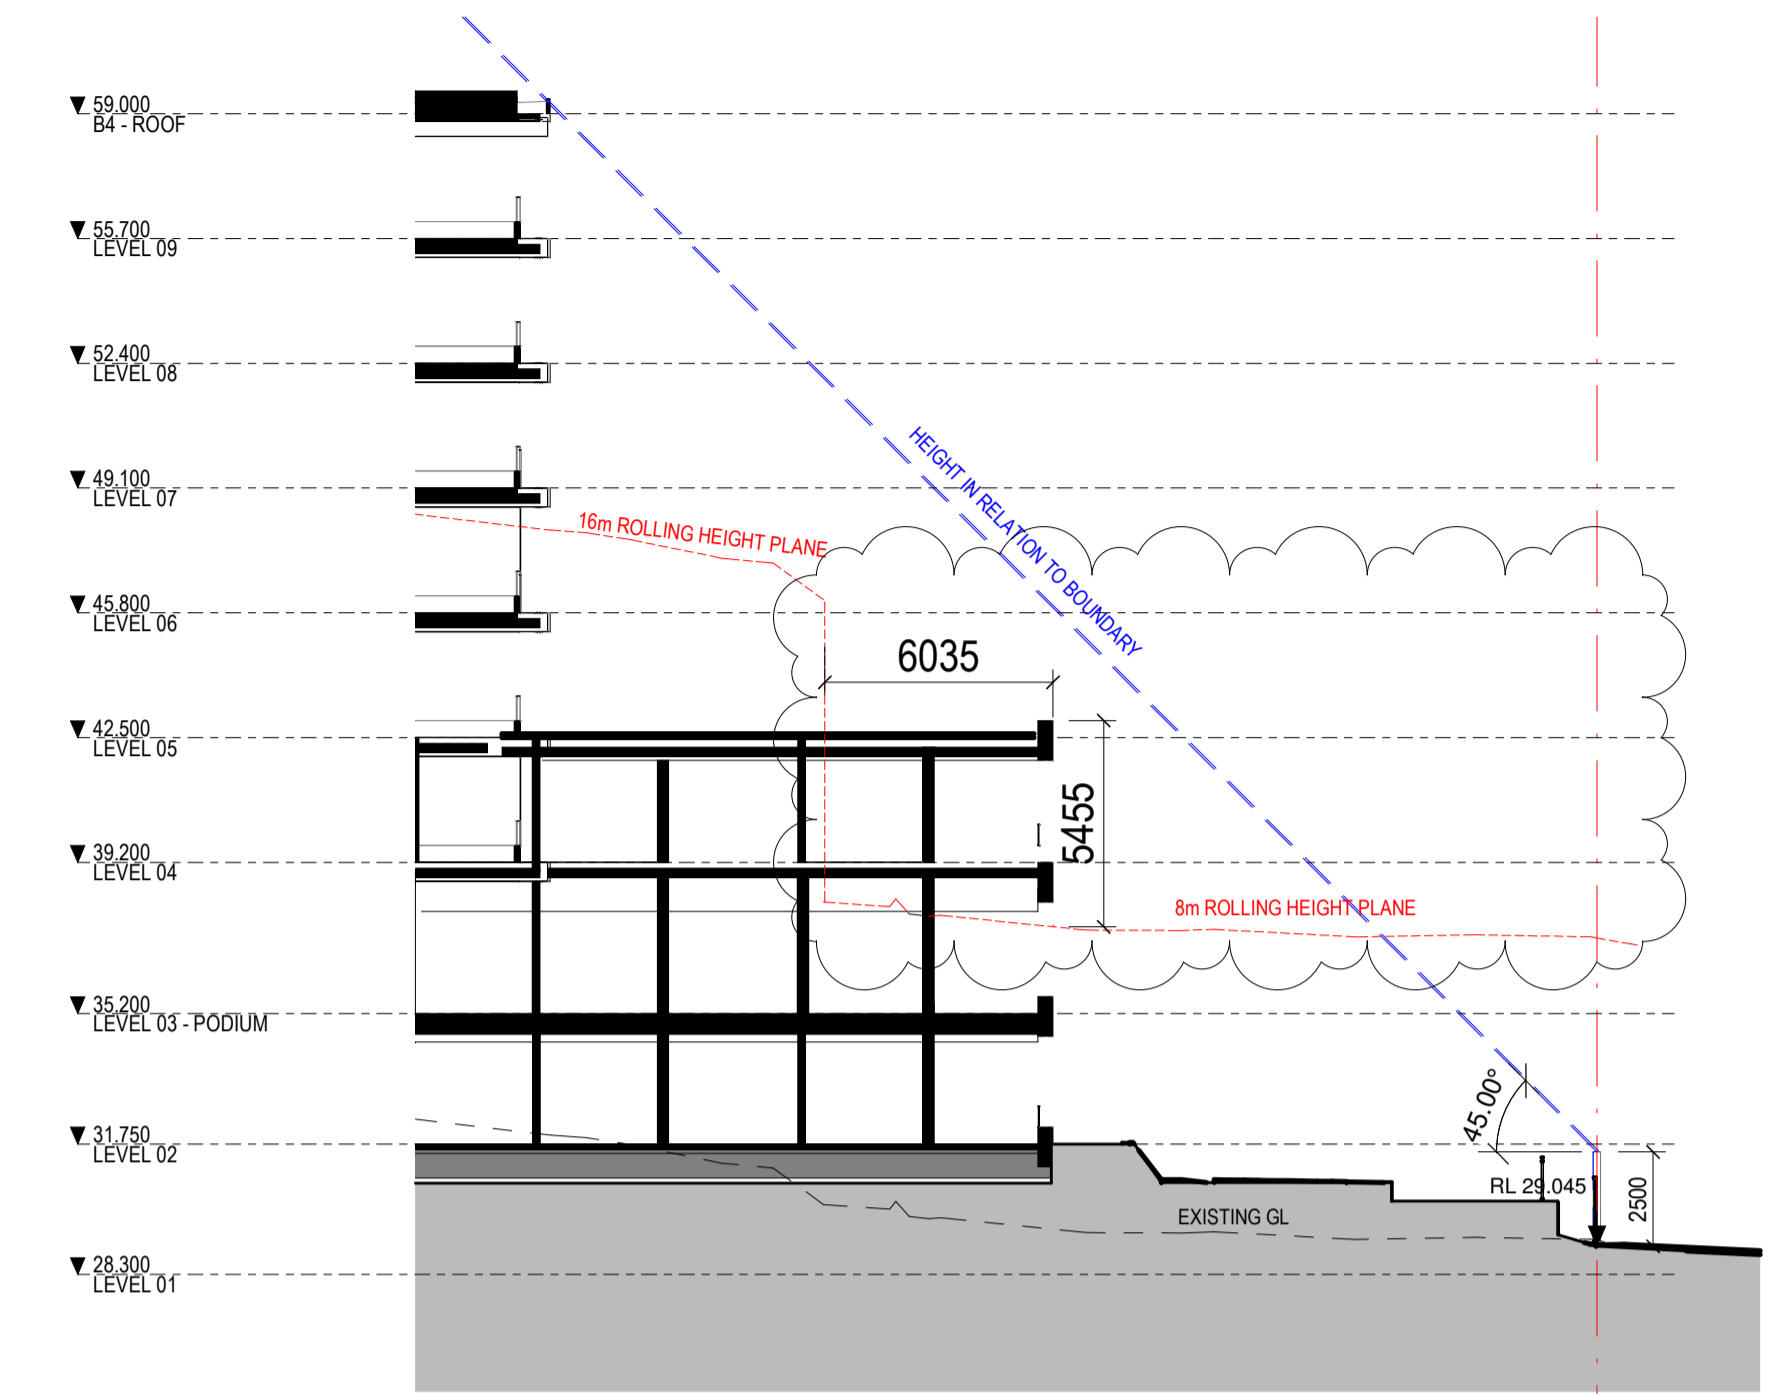 59.000
B4 - ROOF
55.700
LEVEL 09
52.400
LEVEL 08
49.100
LEVEL 07
45.800
LEVEL 06
42.500
LEVEL 05
39.200
LEVEL 04
35.200
LEVEL 03 - PODIUM
31.750
LEVEL 02
28.300
LEVEL 01
HEIGHT IN RELATION TO BOUNDARY
16m ROLLING HEIGHT PLANE
6035
5455
8m ROLLING HEIGHT PLANE
45.00°
RL 29.045
2500
EXISTING GL